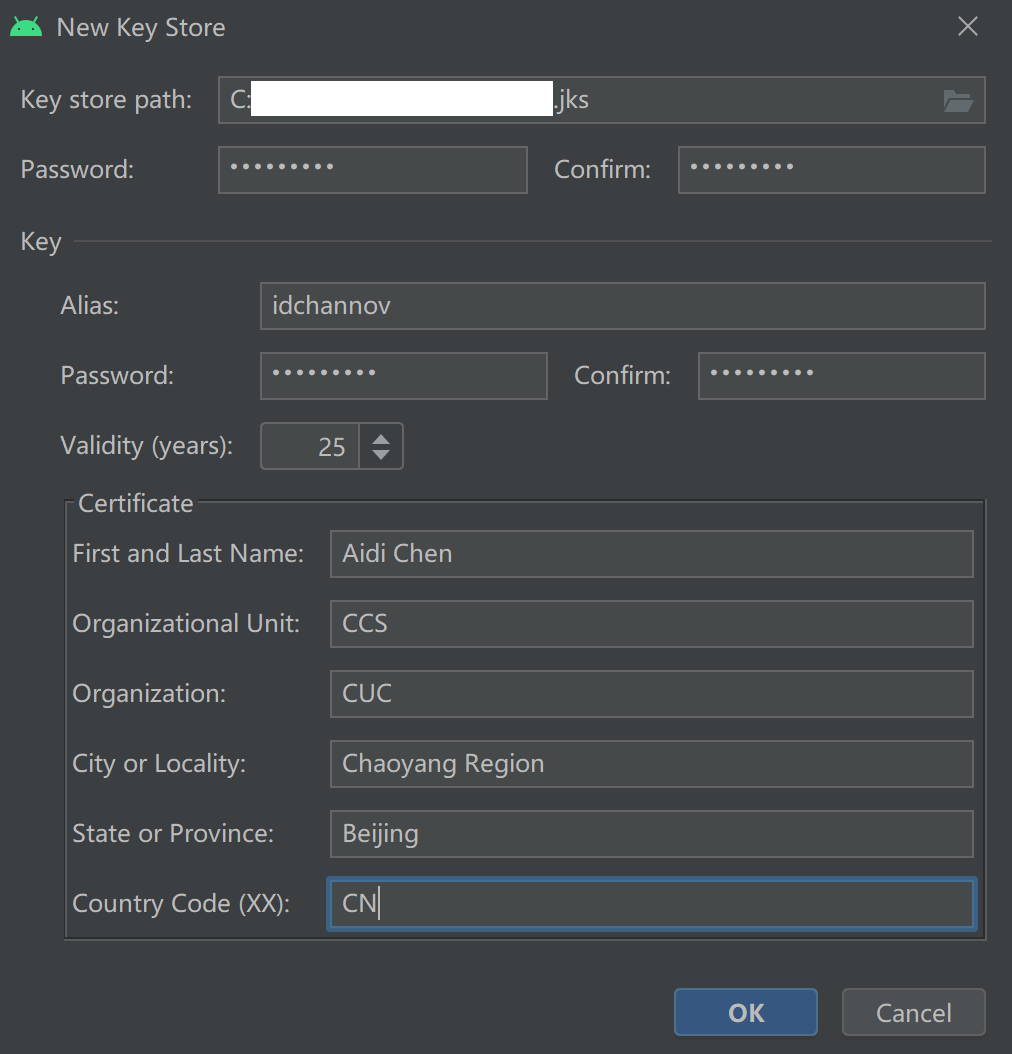 New Key Store
Key store path: C: .jks
Password: ••••••••• Confirm: •••••••••
Key
Alias: idchannov
Password: ••••••••• Confirm: •••••••••
Validity (years): 25
Certificate
First and Last Name: Aidi Chen
Organizational Unit: CCS
Organization: CUC
City or Locality: Chaoyang Region
State or Province: Beijing
Country Code (XX): CN
OK Cancel